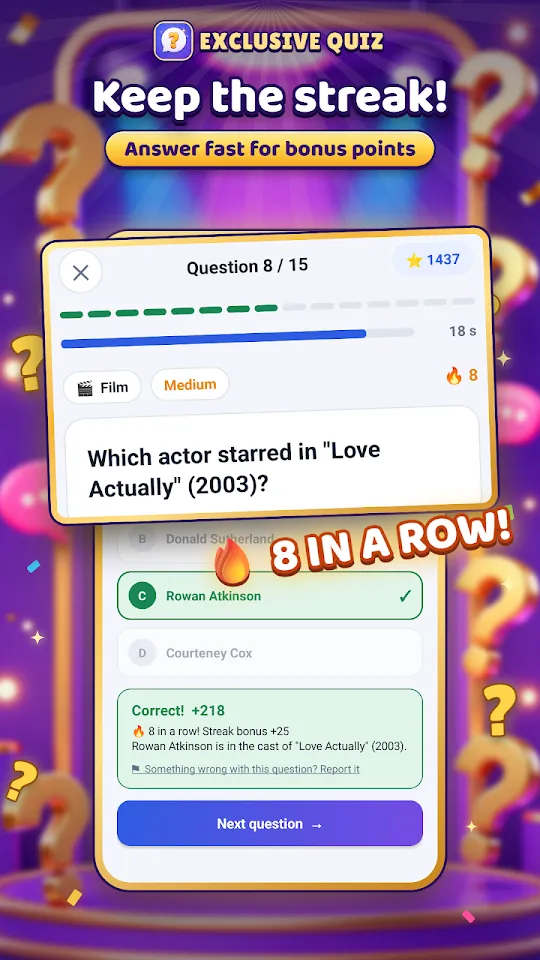 EXCLUSIVE QUIZ
Keep the streak!
Answer fast for bonus points
Question 8 / 15
⭐ 1437
18 s
🎬 Film
Medium
🔥 8
Which actor starred in "Love
Actually" (2003)?
B Donald Sutherland
🔥 8 IN A ROW!
C Rowan Atkinson ✓
D Courteney Cox
Correct! +218
🔥 8 in a row! Streak bonus +25
Rowan Atkinson is in the cast of "Love Actually" (2003).
Something wrong with this question? Report it
Next question →